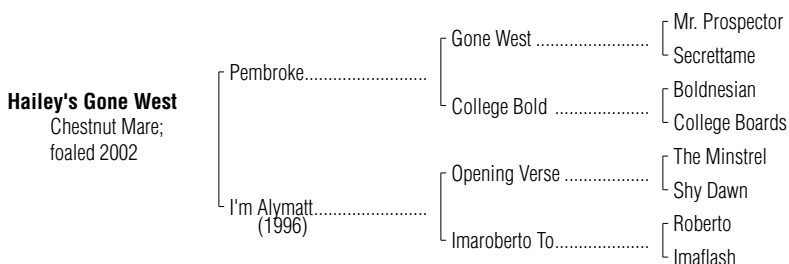 Hailey's Gone West
Chestnut Mare;
foaled 2002
Pembroke...........................
I'm Alymatt.........................
(1996)
Gone West ........................
College Bold ....................
Opening Verse ..................
Imaroberto To....................
Mr. Prospector
Secrettame
Boldnesian
College Boards
The Minstrel
Shy Dawn
Roberto
Imaflash